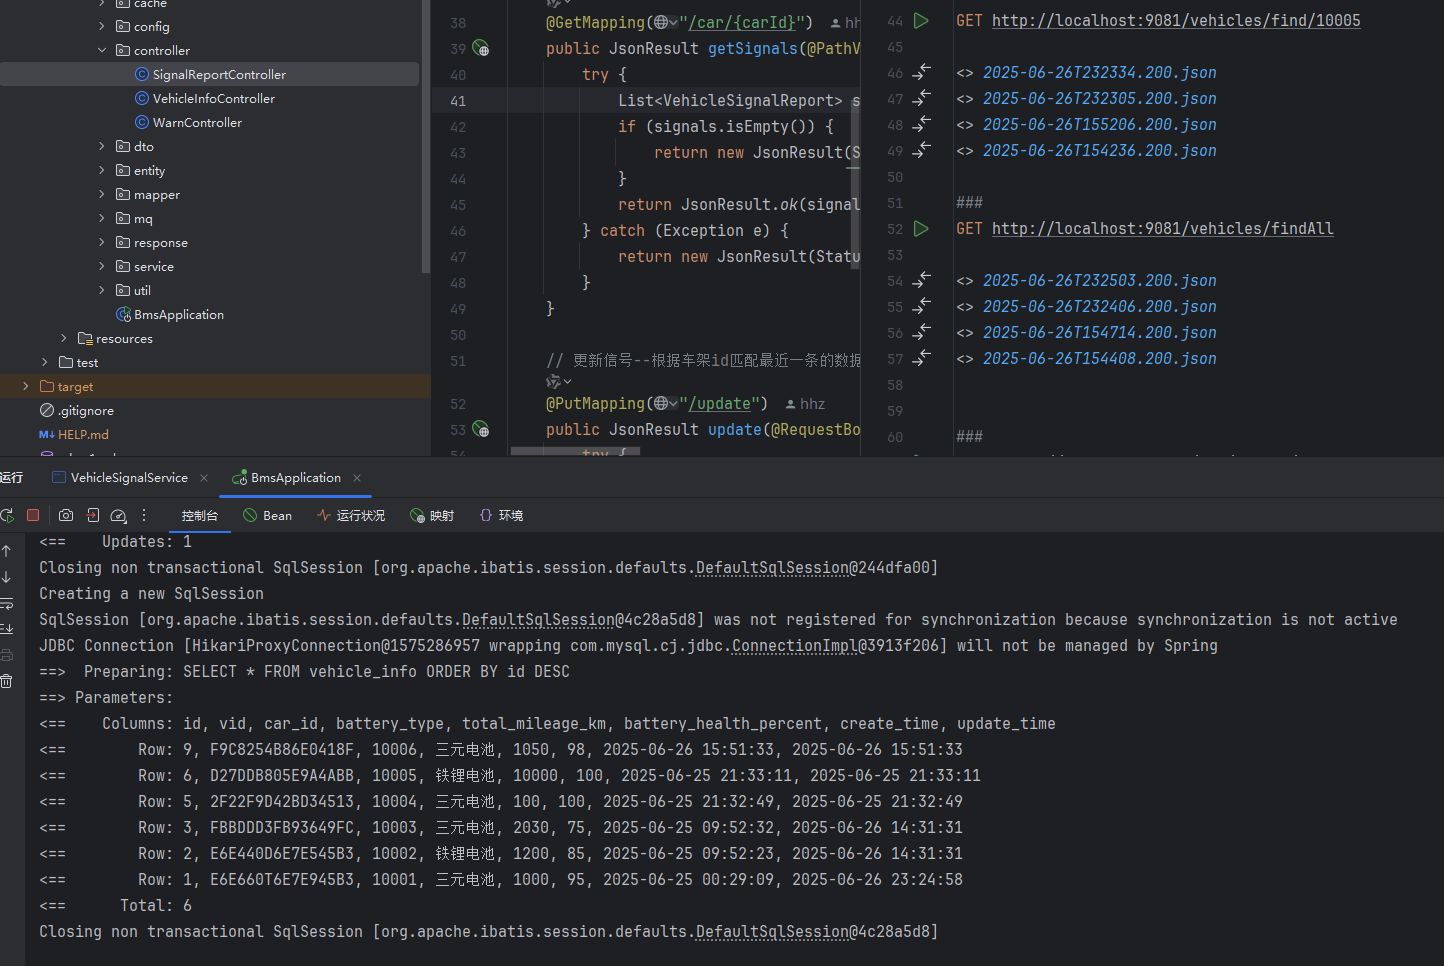 cache
config
controller
SignalReportController
VehicleInfoController
WarnController
dto
entity
mapper
mq
response
service
util
BmsApplication
resources
test
target
.gitignore
M↓ HELP.md
38 @GetMapping("/car/{carId}")
39 public JsonResult getSignals(@PathV
40 try {
41 List<VehicleSignalReport> s
42 if (signals.isEmpty()) {
43 return new JsonResult(S
44 }
45 return JsonResult.ok(signal
46 } catch (Exception e) {
47 return new JsonResult(Statu
48 }
49 }
50
51 // 更新信号--根据车架id匹配最近一条的数据
52 @PutMapping("/update") hhz
53 public JsonResult update(@RequestBo
54 try {
44 GET http://localhost:9081/vehicles/find/10005
45
46 <> 2025-06-26T232334.200.json
47 <> 2025-06-26T232305.200.json
48 <> 2025-06-26T155206.200.json
49 <> 2025-06-26T154236.200.json
50
51 ###
52 GET http://localhost:9081/vehicles/findAll
53
54 <> 2025-06-26T232503.200.json
55 <> 2025-06-26T232406.200.json
56 <> 2025-06-26T154714.200.json
57 <> 2025-06-26T154408.200.json
58
59
60 ###
运行 VehicleSignalService × BmsApplication ×
控制台 Bean 运行状况 映射 环境
<== Updates: 1
Closing non transactional SqlSession [org.apache.ibatis.session.defaults.DefaultSqlSession@244dfa00]
Creating a new SqlSession
SqlSession [org.apache.ibatis.session.defaults.DefaultSqlSession@4c28a5d8] was not registered for synchronization because synchronization is not active
JDBC Connection [HikariProxyConnection@1575286957 wrapping com.mysql.cj.jdbc.ConnectionImpl@3913f206] will not be managed by Spring
==> Preparing: SELECT * FROM vehicle_info ORDER BY id DESC
==> Parameters:
<== Columns: id, vid, car_id, battery_type, total_mileage_km, battery_health_percent, create_time, update_time
<== Row: 9, F9C8254B86E0418F, 10006, 三元电池, 1050, 98, 2025-06-26 15:51:33, 2025-06-26 15:51:33
<== Row: 6, D27DDB805E9A4ABB, 10005, 铁锂电池, 10000, 100, 2025-06-25 21:33:11, 2025-06-25 21:33:11
<== Row: 5, 2F22F9D42BD34513, 10004, 三元电池, 100, 100, 2025-06-25 21:32:49, 2025-06-25 21:32:49
<== Row: 3, FBBDDD3FB93649FC, 10003, 三元电池, 2030, 75, 2025-06-25 09:52:32, 2025-06-26 14:31:31
<== Row: 2, E6E440D6E7E545B3, 10002, 铁锂电池, 1200, 85, 2025-06-25 09:52:23, 2025-06-26 14:31:31
<== Row: 1, E6E660T6E7E945B3, 10001, 三元电池, 1000, 95, 2025-06-25 00:29:09, 2025-06-26 23:24:58
<== Total: 6
Closing non transactional SqlSession [org.apache.ibatis.session.defaults.DefaultSqlSession@4c28a5d8]